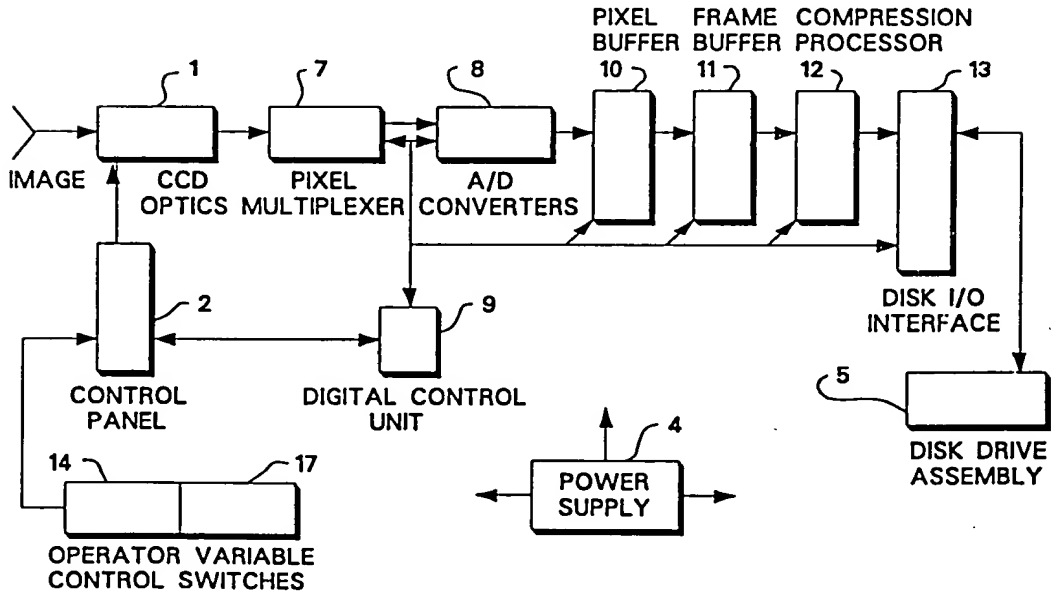 PIXEL FRAME COMPRESSION
BUFFER BUFFER PROCESSOR
1
7
8
10
11
12
13
IMAGE
CCD
OPTICS
PIXEL
MULTIPLEXER
A/D
CONVERTERS
2
9
DISK I/O
INTERFACE
CONTROL
PANEL
DIGITAL CONTROL
UNIT
5
DISK DRIVE
ASSEMBLY
14
17
4
POWER
SUPPLY
OPERATOR VARIABLE
CONTROL SWITCHES